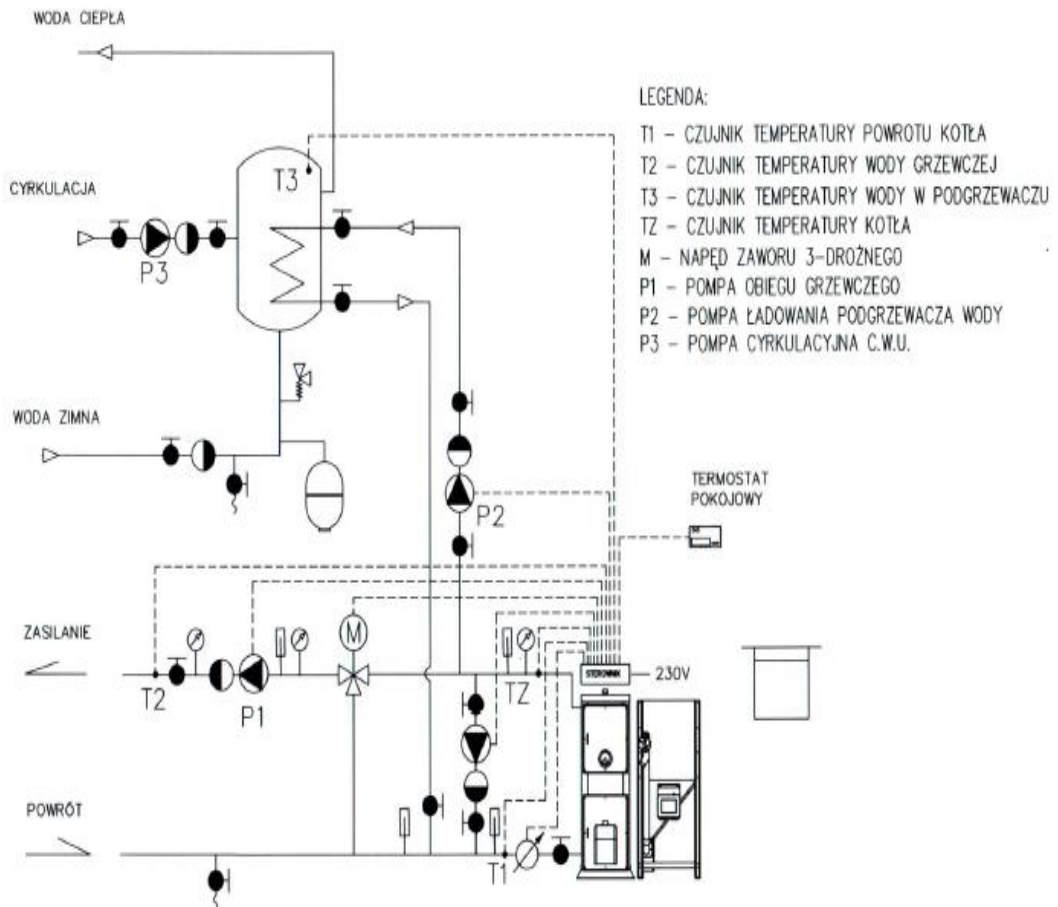 WODA CIEPŁA
LEGENDA:
T1 - CZUJNIK TEMPERATURY POWROTU KOTŁA
T2 - CZUJNIK TEMPERATURY WODY GRZEWCZEJ
T3 - CZUJNIK TEMPERATURY WODY W PODGRZEWACZU
TZ - CZUJNIK TEMPERATURY KOTŁA
M - NAPĘD ZAWORU 3-DROŻNEGO
P1 - POMPA OBIEGU GRZEWCZEGO
P2 - POMPA ŁADOWANIA PODGRZEWACZA WODY
P3 - POMPA CYRKULACYJNA C.W.U.
T3
CYRKULACJA
P3
WODA ZIMNA
P2
TERMOSTAT
POKOJOWY
ZASILANIE
M
T2
P1
TZ
STEROWNIK
230V
POWRÓT
T1